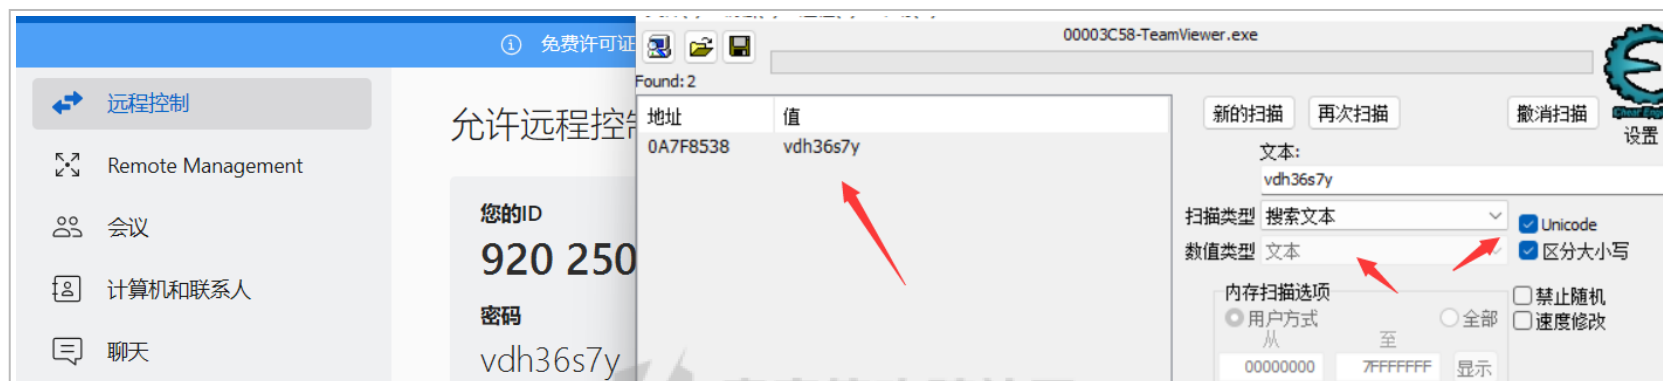 免费许可证
远程控制
Remote Management
会议
计算机和联系人
聊天
允许远程控制
您的ID
920 250
密码
vdh36s7y
00003C58-TeamViewer.exe
Found: 2
地址 值
0A7F8538 vdh36s7y
新的扫描 再次扫描 撤消扫描
设置
文本:
vdh36s7y
扫描类型 搜索文本
Unicode
数值类型 文本
区分大小写
内存扫描选项
用户方式 全部
从 至
00000000 7FFFFFFF 显示
禁止随机
速度修改